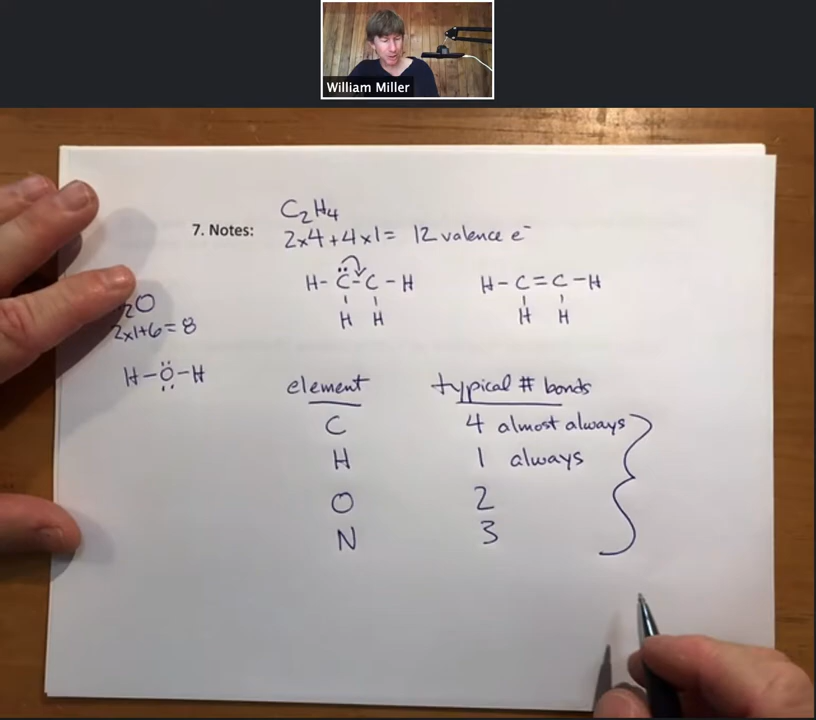 William Miller
7. Notes:
C2H4
2x4+4x1= 12 valence e⁻
H-C̈-C-H
H H
H-C=C-H
H H
2O
2x1+6=8
H-Ö-H
element typical # bonds
C 4 almost always
H 1 always
O 2
N 3